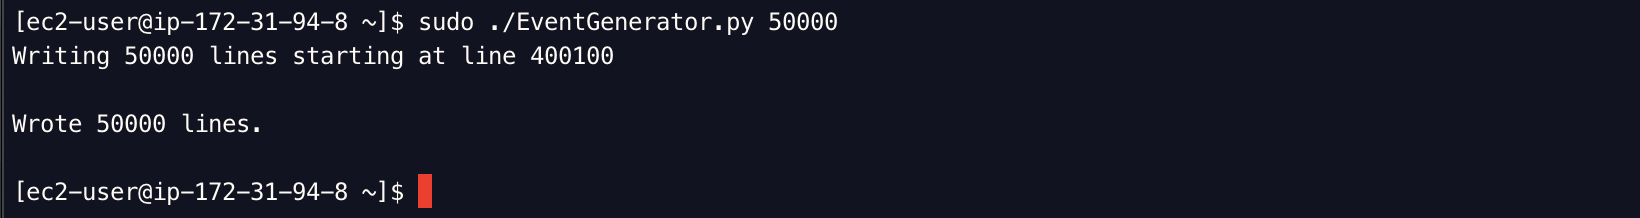 [ec2-user@ip-172-31-94-8 ~]$ sudo ./EventGenerator.py 50000
Writing 50000 lines starting at line 400100
Wrote 50000 lines.
[ec2-user@ip-172-31-94-8 ~]$